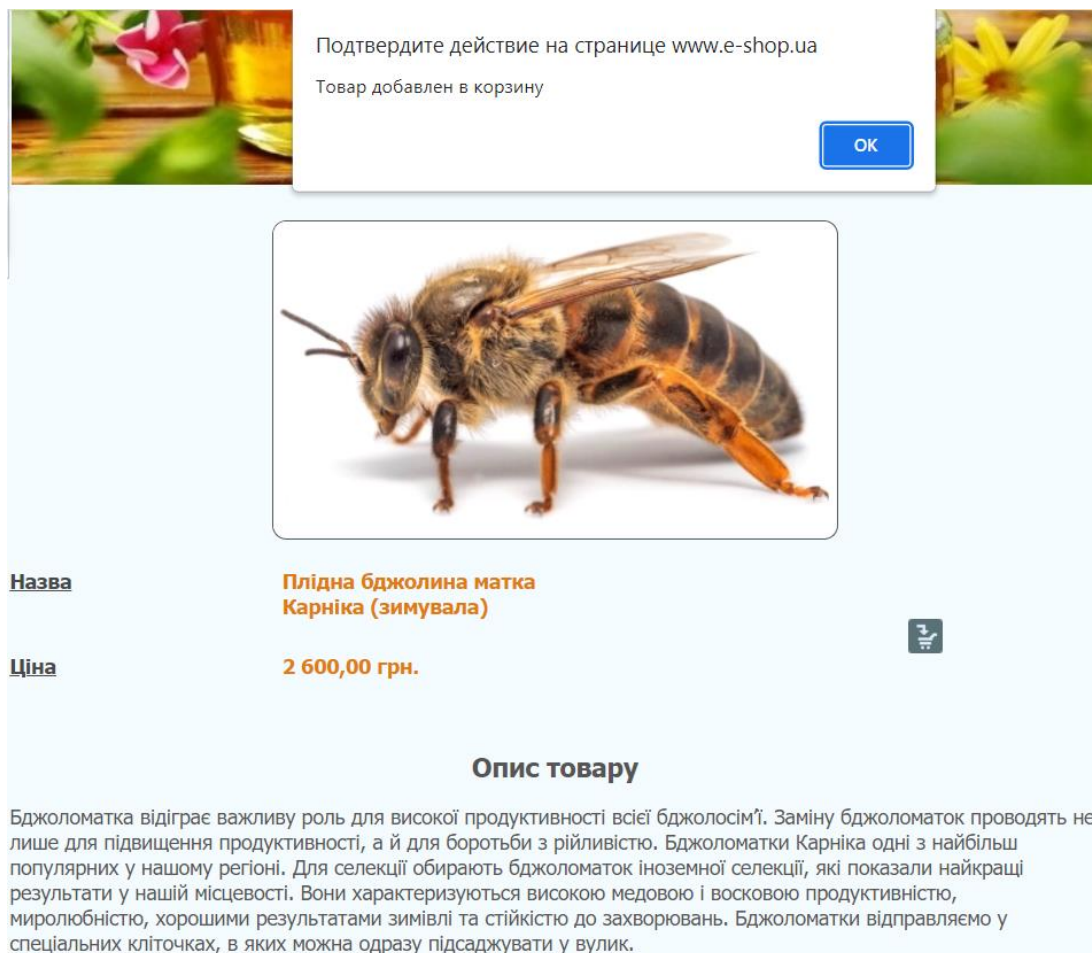 Подтвердите действие на странице www.e-shop.ua
Товар добавлен в корзину
ОК
Назва
Плідна бджолина матка
Карніка (зимувала)
Ціна
2 600,00 грн.
Опис товару
Бджоломатка відіграє важливу роль для високої продуктивності всієї бджолосім’ї. Заміну бджоломаток проводять не
лише для підвищення продуктивності, а й для боротьби з рійливістю. Бджоломатки Карніка одні з найбільш
популярних у нашому регіоні. Для селекції обирають бджоломаток іноземної селекції, які показали найкращі
результати у нашій місцевості. Вони характеризуються високою медовою і восковою продуктивністю,
миролюбністю, хорошими результатами зимівлі та стійкістю до захворювань. Бджоломатки відправляємо у
спеціальних кліточках, в яких можна одразу підсаджувати у вулик.